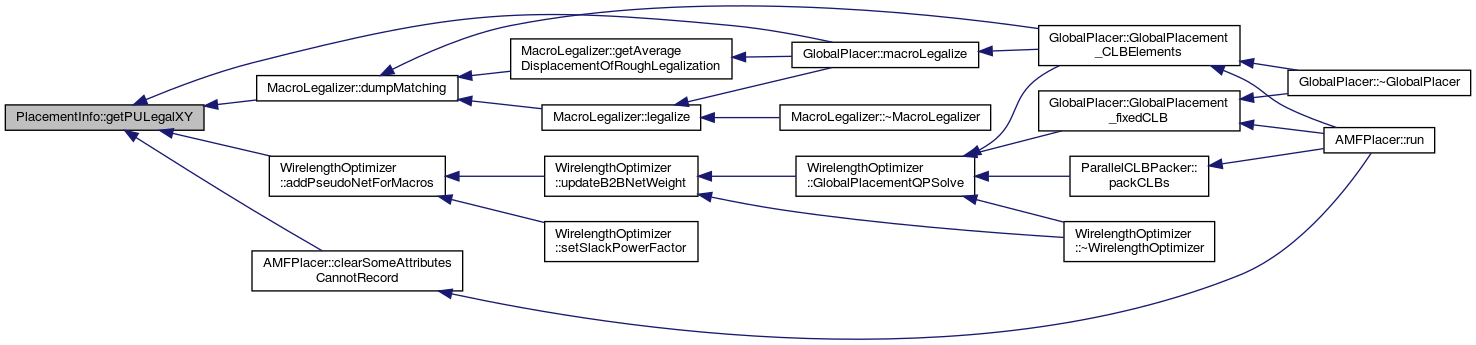 PlacementInfo::getPULegalXY
MacroLegalizer::dumpMatching
WirelengthOptimizer
::addPseudoNetForMacros
AMFPlacer::clearSomeAttributes
CannotRecord
MacroLegalizer::getAverage
DisplacementOfRoughLegalization
MacroLegalizer::legalize
WirelengthOptimizer
::updateB2BNetWeight
WirelengthOptimizer
::setSlackPowerFactor
GlobalPlacer::macroLegalize
MacroLegalizer::~MacroLegalizer
WirelengthOptimizer
::GlobalPlacementQPSolve
GlobalPlacer::GlobalPlacement
_CLBElements
GlobalPlacer::GlobalPlacement
_fixedCLB
ParallelCLBPacker::
packCLBs
WirelengthOptimizer
::~WirelengthOptimizer
GlobalPlacer::~GlobalPlacer
AMFPlacer::run